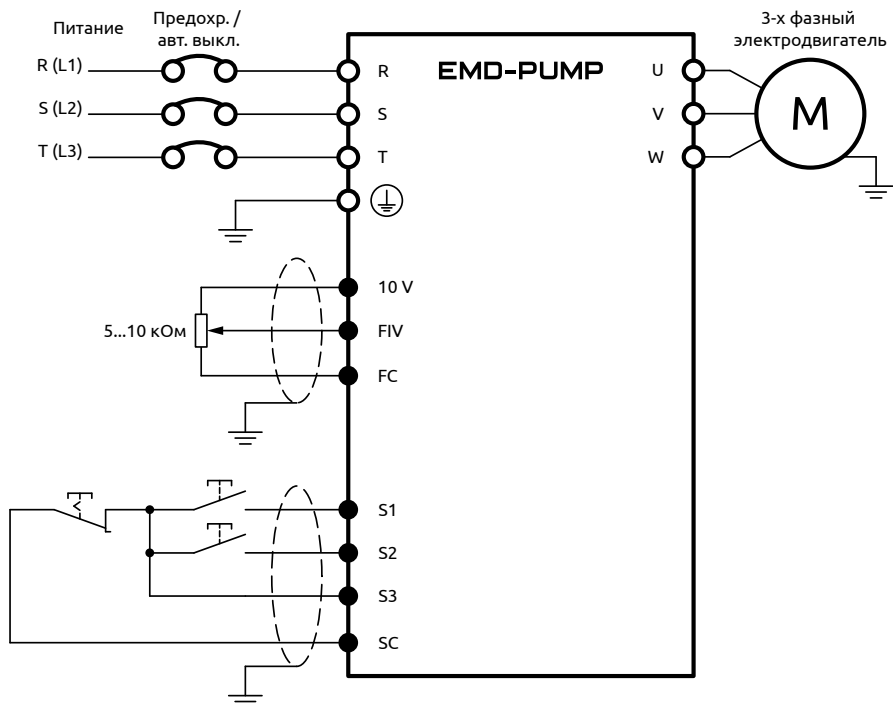 Питание
Предохр. /
авт. выкл.
3-х фазный
электродвигатель
R (L1)
R
EMD-PUMP
U
S (L2)
S
V
M
T (L3)
T
W
10 V
5...10 кОм
FIV
FC
S1
S2
S3
SC